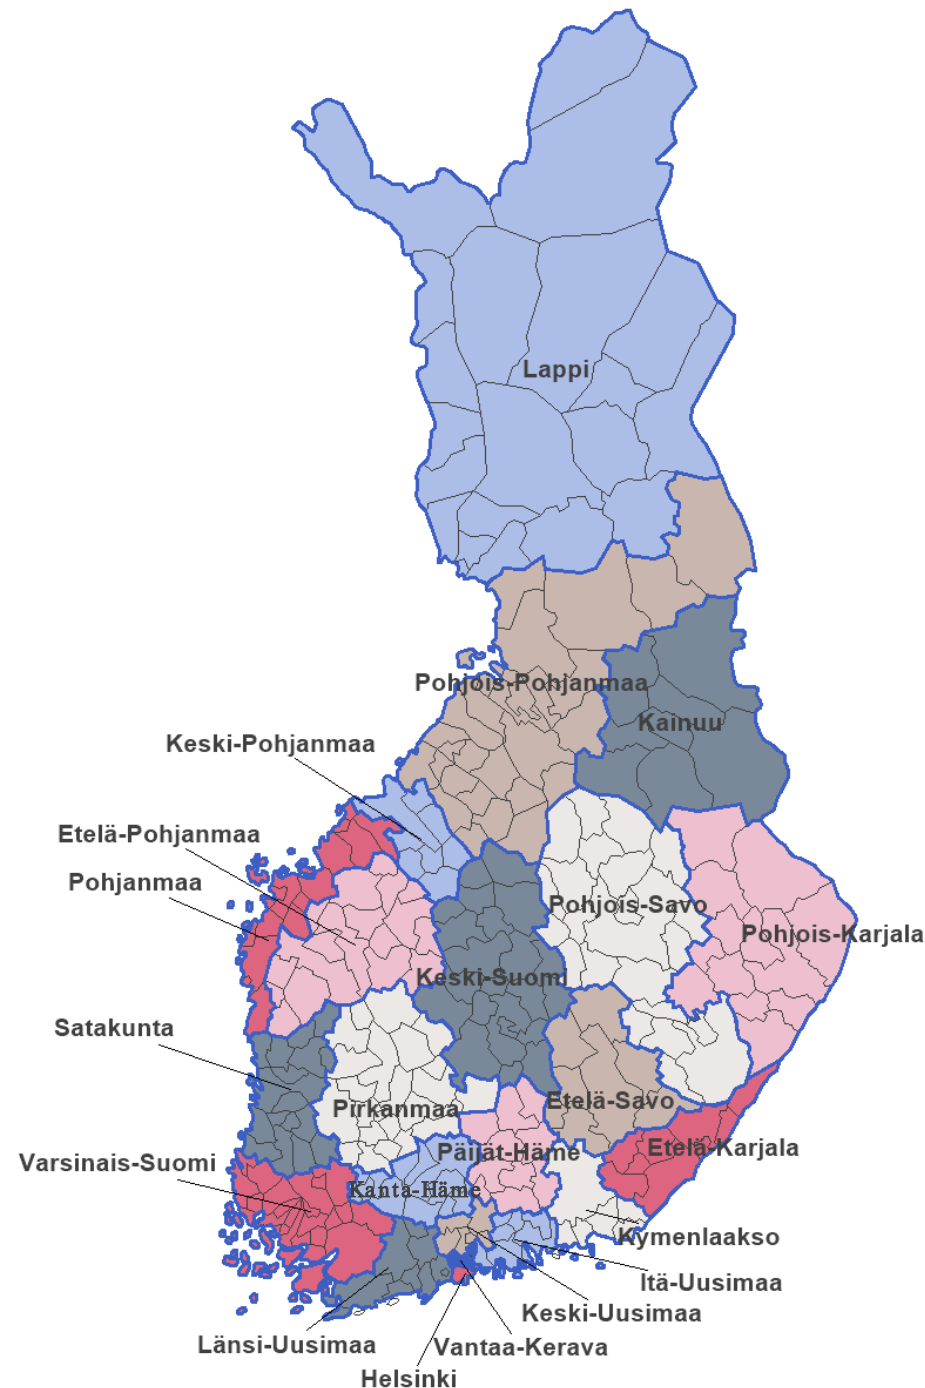 Lappi
Pohjois-Pohjanmaa
Kainuu
Keski-Pohjanmaa
Etelä-Pohjanmaa
Pohjanmaa
Pohjois-Savo
Pohjois-Karjala
Keski-Suomi
Satakunta
Etelä-Savo
Pirkanmaa
Etelä-Karjala
Päijät-Häme
Varsinais-Suomi
Kanta-Häme
Kymenlaakso
Itä-Uusimaa
Keski-Uusimaa
Länsi-Uusimaa
Vantaa-Kerava
Helsinki